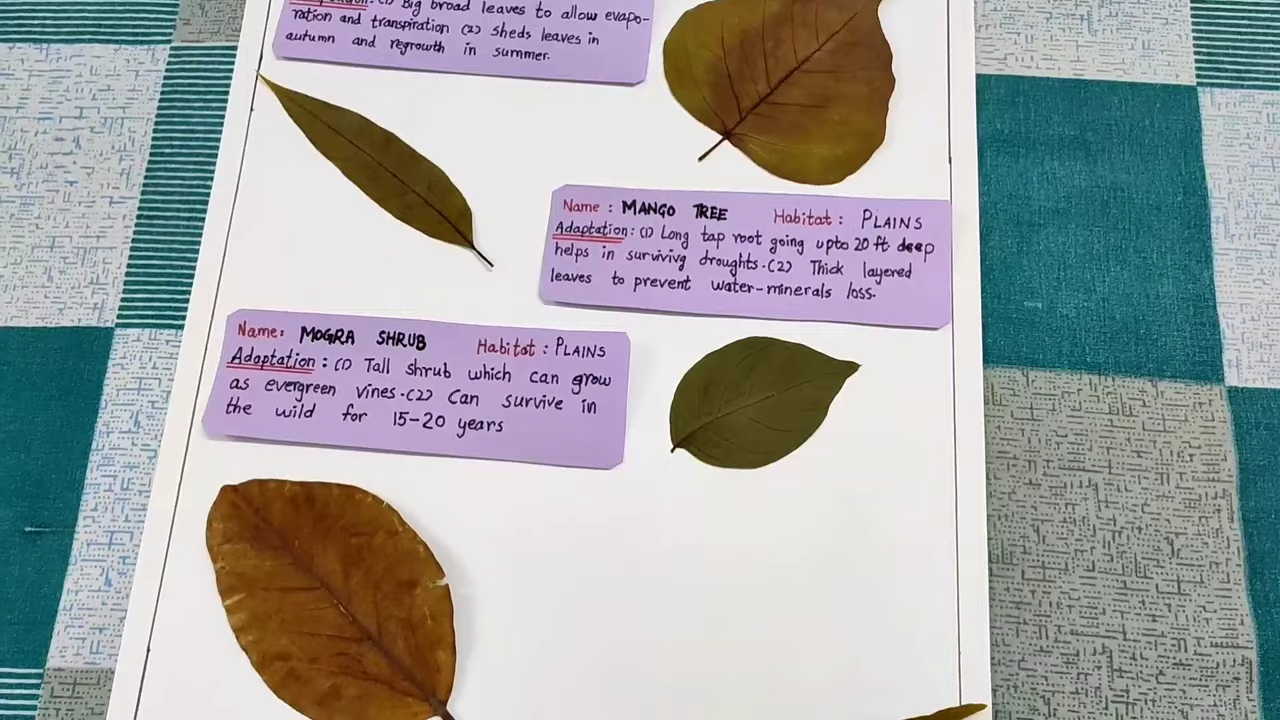 Adaptation: (1) Big broad leaves to allow evapo-
ration and transpiration (2) sheds leaves in
autumn and regrowth in summer.
Name : MANGO TREE Habitat : PLAINS
Adaptation : (1) Long tap root going upto 20 ft deep
helps in survivivg droughts. (2) Thick layered
leaves to prevent water-minerals loss.
Name: MOGRA SHRUB Habitat : PLAINS
Adaptation : (1) Tall shrub which can grow
as evergreen vines. (2) Can survive in
the wild for 15-20 years